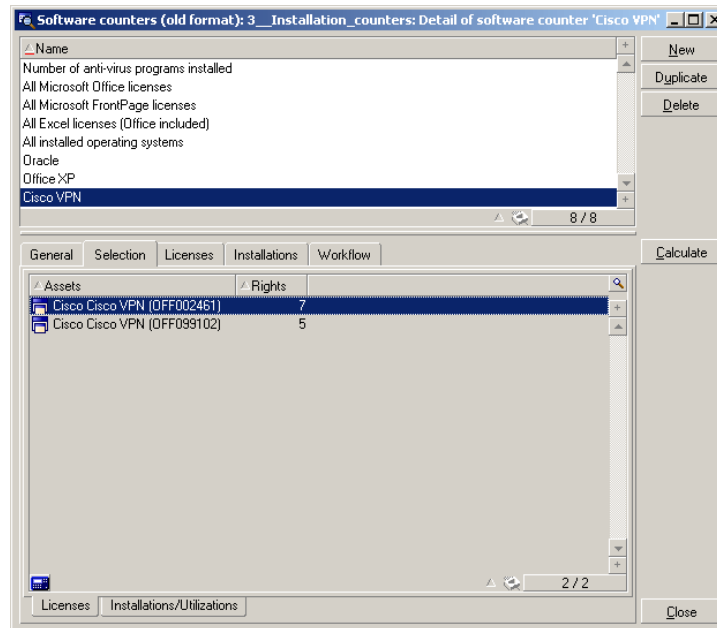 Software counters (old format): 3__Installation_counters: Detail of software counter 'Cisco VPN'
Name
New
Number of anti-virus programs installed
Duplicate
All Microsoft Office licenses
All Microsoft FrontPage licenses
Delete
All Excel licenses (Office included)
All installed operating systems
Oracle
Office XP
Cisco VPN
8 / 8
General Selection Licenses Installations Workflow
Calculate
Assets Rights
Cisco Cisco VPN (OFF002461) 7
Cisco Cisco VPN (OFF099102) 5
2 / 2
Licenses Installations/Utilizations
Close